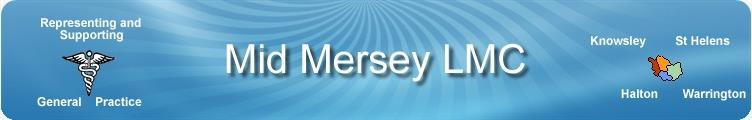 Representing and
Supporting
General Practice
Mid Mersey LMC
Knowsley St Helens
Halton Warrington